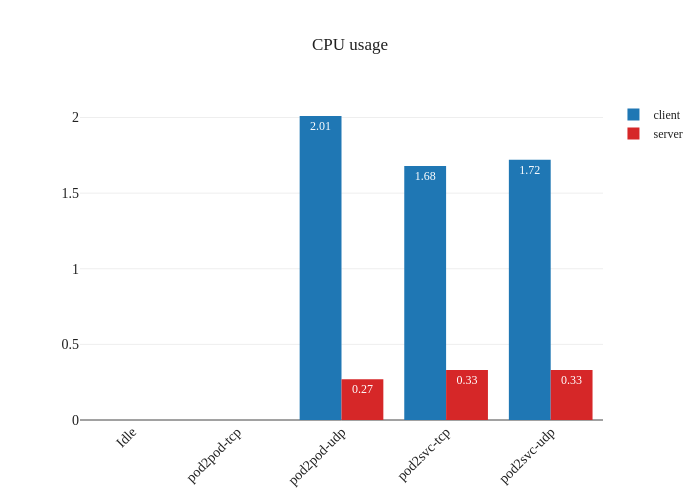 CPU usage
client
server
2
1.5
1
0.5
0
2.01
0.27
1.68
0.33
1.72
0.33
Idle
pod2pod-tcp
pod2pod-udp
pod2svc-tcp
pod2svc-udp